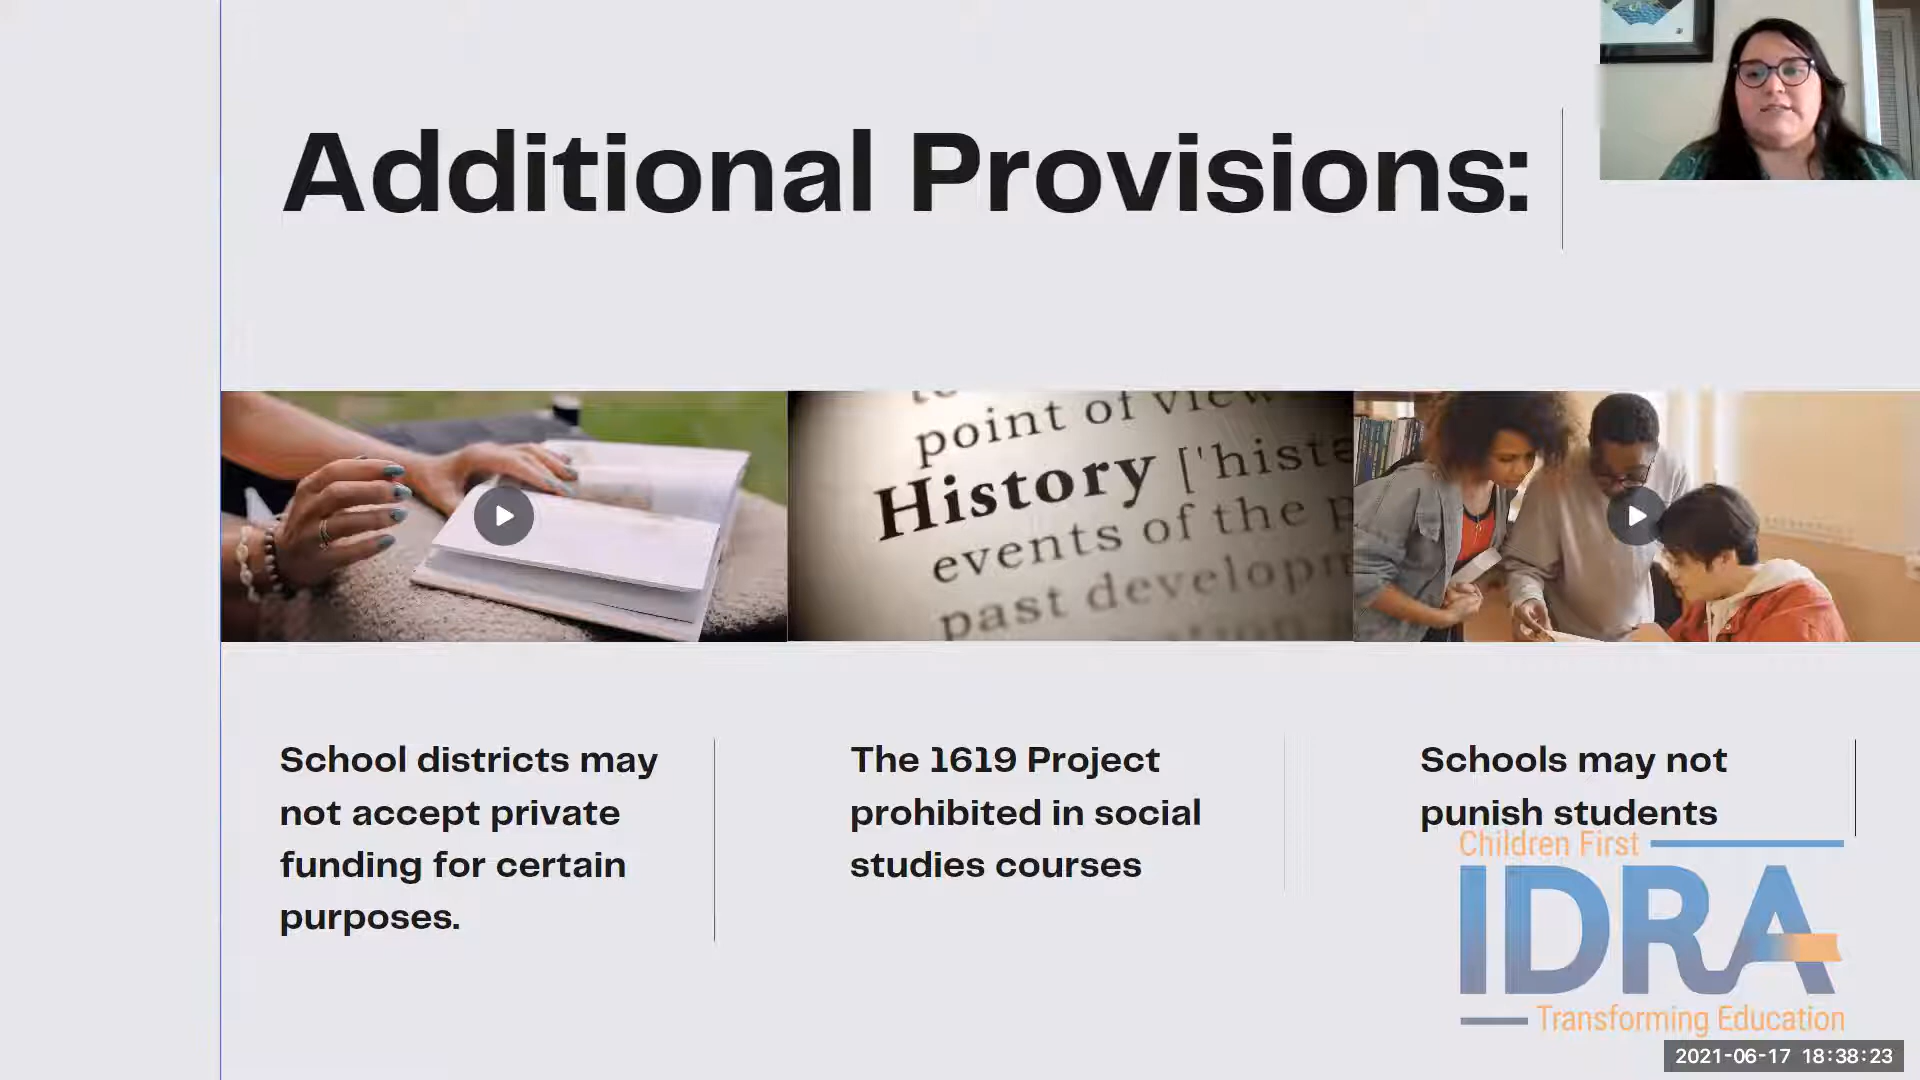 Additional Provisions:
point of view
History ['histə
events of the p
past developm
School districts may
not accept private
funding for certain
purposes.
The 1619 Project
prohibited in social
studies courses
Schools may not
punish students
Children First
IDRA
Transforming Education
2021-06-17 18:38:23